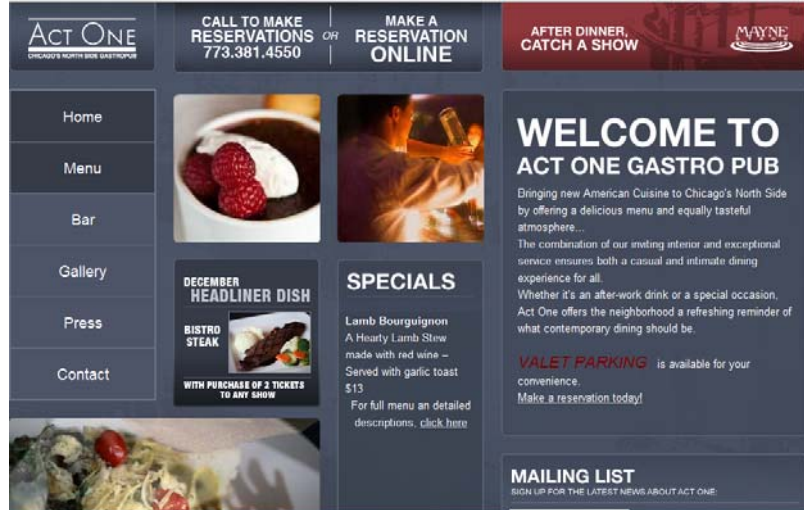 ACT ONE
CHICAGO'S NORTH SIDE GASTROPUB
CALL TO MAKE
RESERVATIONS
773.381.4550
OR
MAKE A
RESERVATION
ONLINE
AFTER DINNER,
CATCH A SHOW
MAYNE
Home
Menu
Bar
Gallery
Press
Contact
DECEMBER
HEADLINER DISH
BISTRO
STEAK
WITH PURCHASE OF 2 TICKETS
TO ANY SHOW
SPECIALS
Lamb Bourguignon
A Hearty Lamb Stew
made with red wine –
Served with garlic toast
$13
For full menu an detailed
descriptions, click here
WELCOME TO
ACT ONE GASTRO PUB
Bringing new American Cuisine to Chicago's North Side
by offering a delicious menu and equally tasteful
atmosphere...
The combination of our inviting interior and exceptional
service ensures both a casual and intimate dining
experience for all.
Whether it's an after-work drink or a special occasion,
Act One offers the neighborhood a refreshing reminder of
what contemporary dining should be.
VALET PARKING is available for your
convenience.
Make a reservation today!
MAILING LIST
SIGN UP FOR THE LATEST NEWS ABOUT ACT ONE: